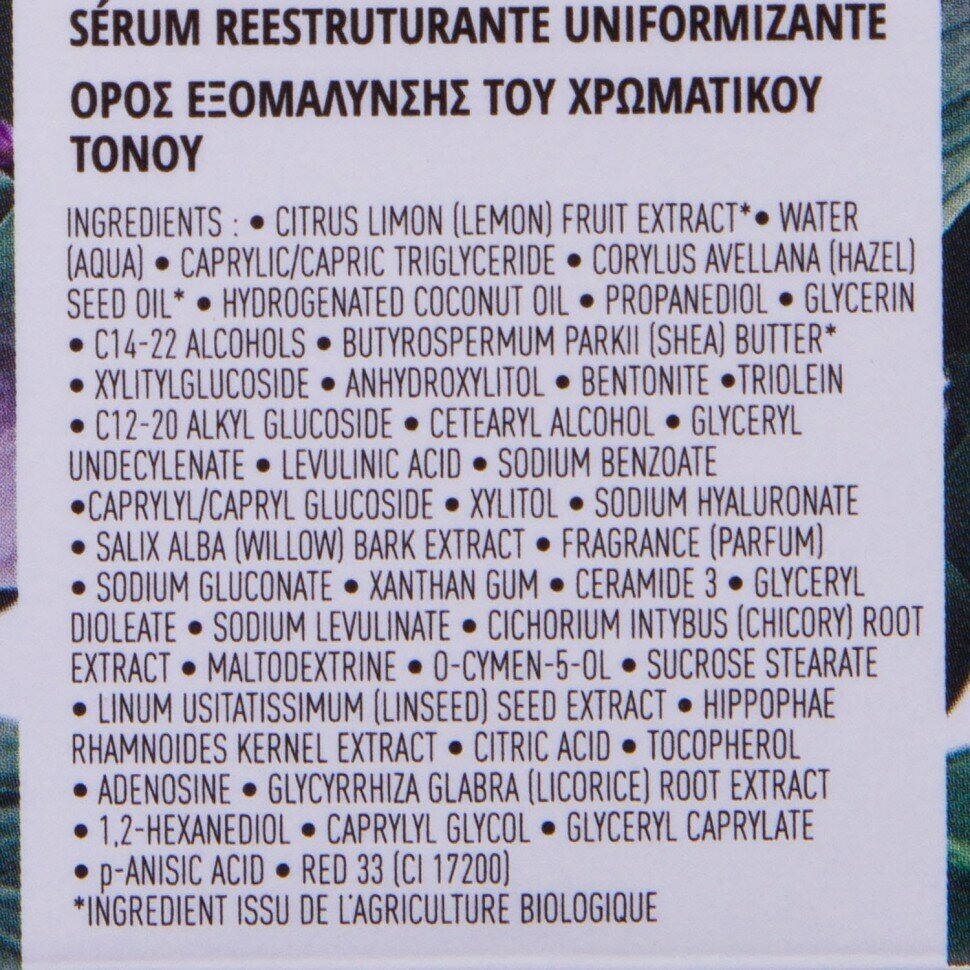 SÉRUM REESTRUTURANTE UNIFORMIZANTE
ΟΡΟΣ ΕΞΟΜΑΛΥΝΣΗΣ ΤΟΥ ΧΡΩΜΑΤΙΚΟΥ
ΤΟΝΟΥ
INGREDIENTS : • CITRUS LIMON (LEMON) FRUIT EXTRACT* • WATER
(AQUA) • CAPRYLIC/CAPRIC TRIGLYCERIDE • CORYLUS AVELLANA (HAZEL)
SEED OIL* • HYDROGENATED COCONUT OIL • PROPANEDIOL • GLYCERIN
• C14-22 ALCOHOLS • BUTYROSPERMUM PARKII (SHEA) BUTTER*
• XYLITYLGLUCOSIDE • ANHYDROXYLITOL • BENTONITE •TRIOLEIN
• C12-20 ALKYL GLUCOSIDE • CETEARYL ALCOHOL • GLYCERYL
UNDECYLENATE • LEVULINIC ACID • SODIUM BENZOATE
•CAPRYLYL/CAPRYL GLUCOSIDE • XYLITOL • SODIUM HYALURONATE
• SALIX ALBA (WILLOW) BARK EXTRACT • FRAGRANCE (PARFUM)
• SODIUM GLUCONATE • XANTHAN GUM • CERAMIDE 3 • GLYCERYL
DIOLEATE • SODIUM LEVULINATE • CICHORIUM INTYBUS (CHICORY) ROOT
EXTRACT • MALTODEXTRINE • O-CYMEN-5-OL • SUCROSE STEARATE
• LINUM USITATISSIMUM (LINSEED) SEED EXTRACT • HIPPOPHAE
RHAMNOIDES KERNEL EXTRACT • CITRIC ACID • TOCOPHEROL
• ADENOSINE • GLYCYRRHIZA GLABRA (LICORICE) ROOT EXTRACT
• 1,2-HEXANEDIOL • CAPRYLYL GLYCOL • GLYCERYL CAPRYLATE
• p-ANISIC ACID • RED 33 (CI 17200)
*INGREDIENT ISSU DE L'AGRICULTURE BIOLOGIQUE